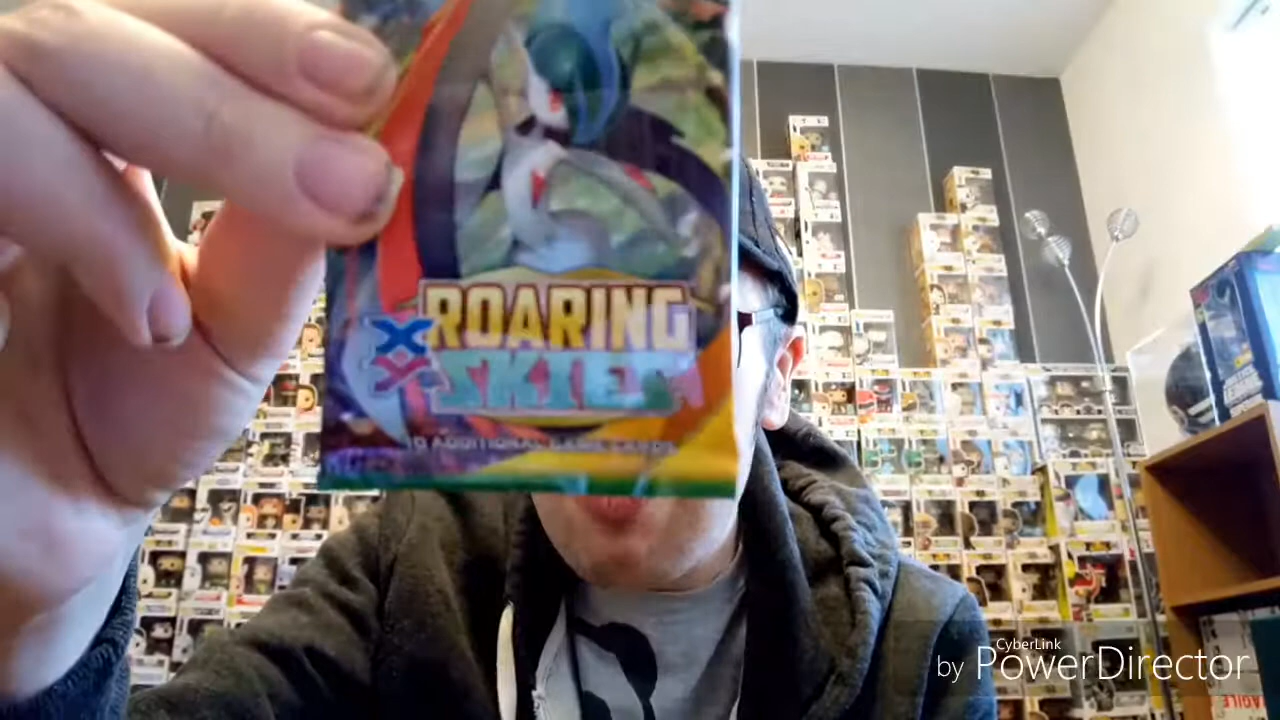 ROARING
XY SKIES
10 ADDITIONAL GAME CARDS
CyberLink
by PowerDirector